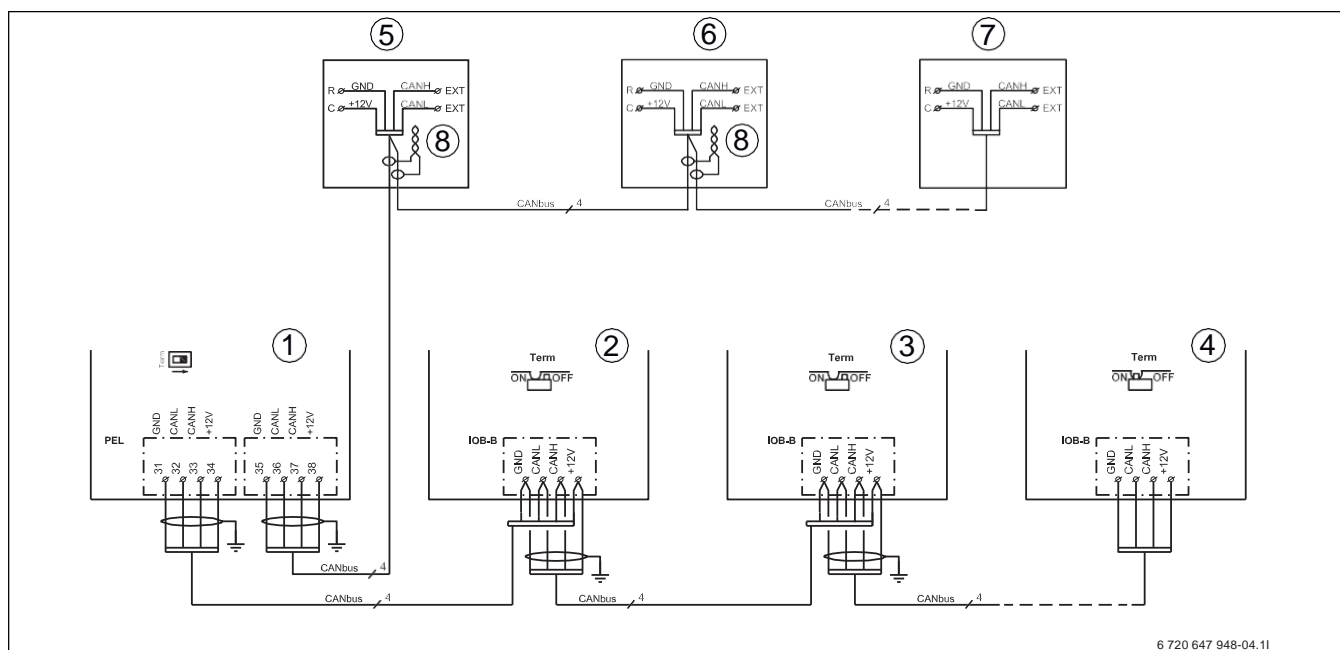 5 6 7
R GND CANH EXT
C +12V CANL EXT
8
R GND CANH EXT
C +12V CANL EXT
8
R GND CANH EXT
C +12V CANL EXT
CANbus 4
CANbus 4
1 2 3 4
Term
Term
ON OFF
Term
ON OFF
Term
ON OFF
PEL
GND CANL CANH +12V
GND CANL CANH +12V
31 32 33 34
35 36 37 38
IOB-B
GND CANL CANH +12V
IOB-B
GND CANL CANH +12V
IOB-B
GND CANL CANH +12V
CANbus 4
CANbus 4
CANbus 4
CANbus 4
6 720 647 948-04.1I